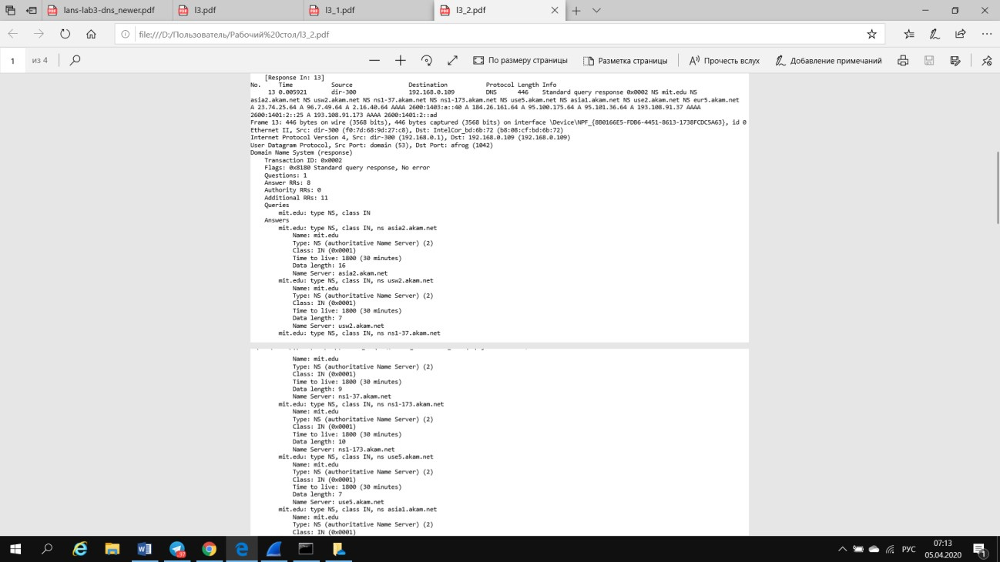 lans-lab3-dns_newer.pdf
l3.pdf
l3_1.pdf
l3_2.pdf
file:///D:/Пользователь/Рабочий%20стол/l3_2.pdf
1 из 4
По размеру страницы
Разметка страницы
Прочесть вслух
Добавление примечаний
[Response In: 13]
No. Time Source Destination Protocol Length Info
13 0.005921 dir-300 192.168.0.109 DNS 446 Standard query response 0x0002 NS mit.edu NS
asia2.akam.net NS usw2.akam.net NS ns1-37.akam.net NS ns1-173.akam.net NS use5.akam.net NS asia1.akam.net NS use2.akam.net NS eur5.akam.net
A 23.74.25.64 A 96.7.49.64 A 2.16.40.64 AAAA 2600:1403:a::40 A 184.26.161.64 A 95.100.175.64 A 95.101.36.64 A 193.108.91.37 AAAA
2600:1401:2::25 A 193.108.91.173 AAAA 2600:1401:2::ad
Frame 13: 446 bytes on wire (3568 bits), 446 bytes captured (3568 bits) on interface \Device\NPF_{8B0166E5-FDB6-4451-8613-1738FCDC5A63}, id 0
Ethernet II, Src: dir-300 (f0:7d:68:9d:27:c8), Dst: IntelCor_bd:6b:72 (b8:08:cf:bd:6b:72)
Internet Protocol Version 4, Src: dir-300 (192.168.0.1), Dst: 192.168.0.109 (192.168.0.109)
User Datagram Protocol, Src Port: domain (53), Dst Port: afrog (1042)
Domain Name System (response)
Transaction ID: 0x0002
Flags: 0x8180 Standard query response, No error
Questions: 1
Answer RRs: 8
Authority RRs: 0
Additional RRs: 11
Queries
mit.edu: type NS, class IN
Answers
mit.edu: type NS, class IN, ns asia2.akam.net
Name: mit.edu
Type: NS (authoritative Name Server) (2)
Class: IN (0x0001)
Time to live: 1800 (30 minutes)
Data length: 16
Name Server: asia2.akam.net
mit.edu: type NS, class IN, ns usw2.akam.net
Name: mit.edu
Type: NS (authoritative Name Server) (2)
Class: IN (0x0001)
Time to live: 1800 (30 minutes)
Data length: 7
Name Server: usw2.akam.net
mit.edu: type NS, class IN, ns ns1-37.akam.net
Name: mit.edu
Type: NS (authoritative Name Server) (2)
Class: IN (0x0001)
Time to live: 1800 (30 minutes)
Data length: 9
Name Server: ns1-37.akam.net
mit.edu: type NS, class IN, ns ns1-173.akam.net
Name: mit.edu
Type: NS (authoritative Name Server) (2)
Class: IN (0x0001)
Time to live: 1800 (30 minutes)
Data length: 10
Name Server: ns1-173.akam.net
mit.edu: type NS, class IN, ns use5.akam.net
Name: mit.edu
Type: NS (authoritative Name Server) (2)
Class: IN (0x0001)
Time to live: 1800 (30 minutes)
Data length: 7
Name Server: use5.akam.net
mit.edu: type NS, class IN, ns asia1.akam.net
Name: mit.edu
Type: NS (authoritative Name Server) (2)
Class: IN (0x0001)
97
РУС
07:13
05.04.2020
1